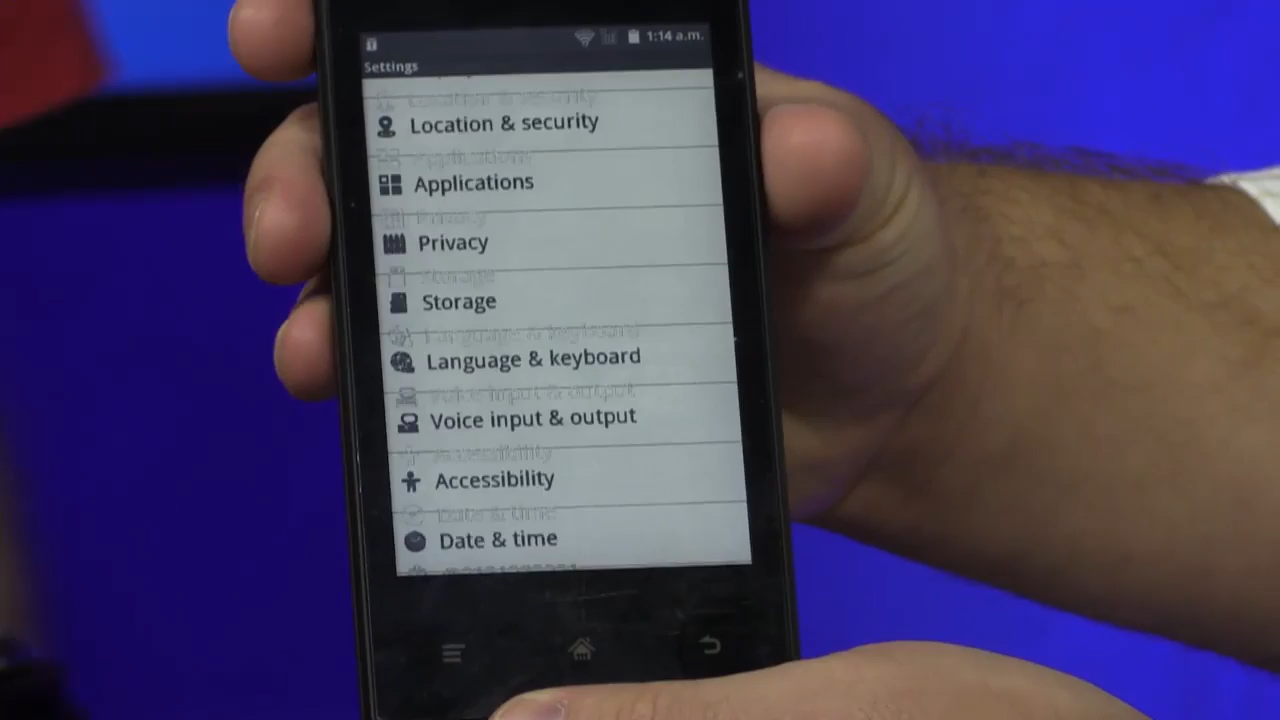 1:14 a.m.
Settings
Location & security
Applications
Privacy
Storage
Language & keyboard
Voice input & output
Accessibility
Date & time